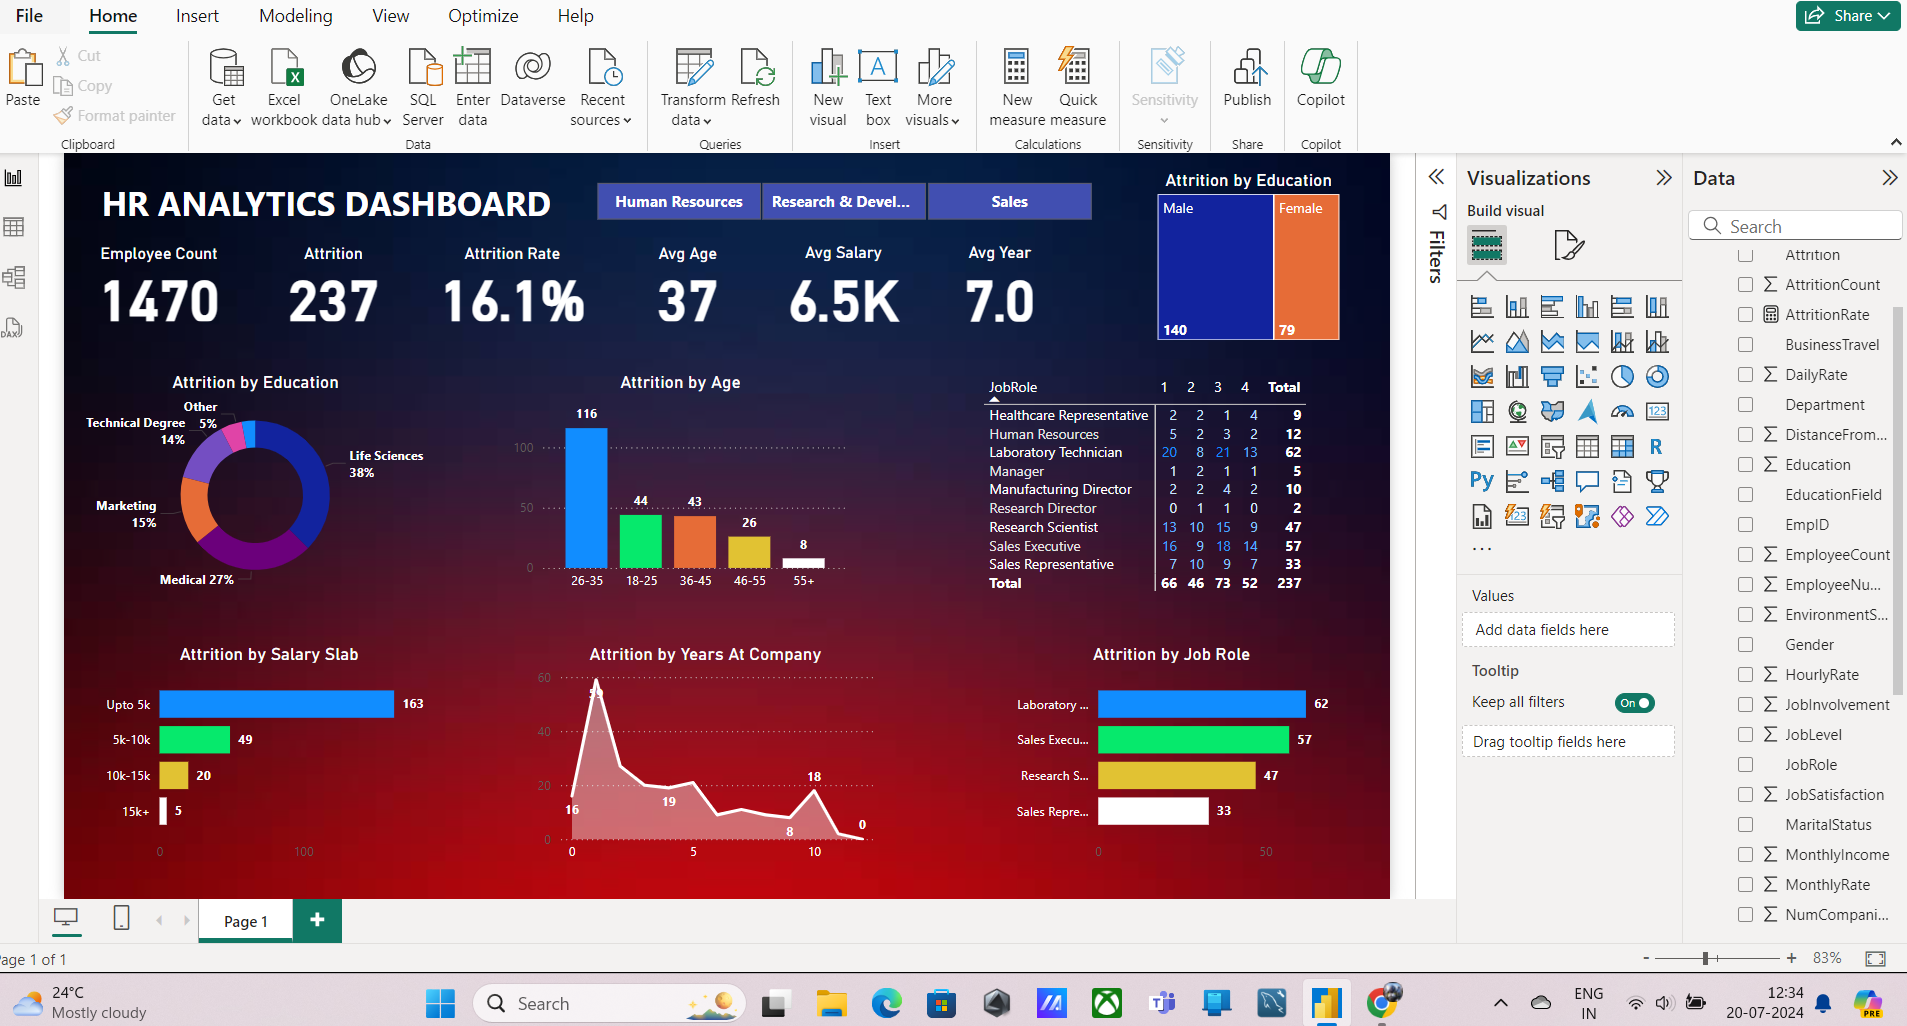 File Home Insert Modeling View Optimize Help Share
Paste
Cut
Copy
Format painter
Clipboard
Get data
Excel workbook
OneLake data hub
SQL Server
Enter data
Dataverse
Recent sources
Data
Transform data
Refresh
Queries
New visual
Text box
More visuals
Insert
New measure
Quick measure
Calculations
Sensitivity
Sensitivity
Publish
Share
Copilot
Copilot
DAX
HR ANALYTICS DASHBOARD
Human Resources Research & Devel... Sales
Employee Count
1470
Attrition
237
Attrition Rate
16.1%
Avg Age
37
Avg Salary
6.5K
Avg Year
7.0
Attrition by Education
Male Female
140 79
Attrition by Education
Other
5%
Technical Degree
14%
Life Sciences
38%
Marketing
15%
Medical 27%
Attrition by Age
116
100
44 43
50
26
8
0
26-35 18-25 36-45 46-55 55+
JobRole 1 2 3 4 Total
Healthcare Representative 2 2 1 4 9
Human Resources 5 2 3 2 12
Laboratory Technician 20 8 21 13 62
Manager 1 2 1 1 5
Manufacturing Director 2 2 4 2 10
Research Director 0 1 1 0 2
Research Scientist 13 10 15 9 47
Sales Executive 16 9 18 14 57
Sales Representative 7 10 9 7 33
Total 66 46 73 52 237
Attrition by Salary Slab
Upto 5k 163
5k-10k 49
10k-15k 20
15k+ 5
0 100
Attrition by Years At Company
60
59
40
20
18
16
19
8
0
0
0 5 10
Attrition by Job Role
Laboratory ... 62
Sales Execu... 57
Research S... 47
Sales Repre... 33
0 50
Filters
Visualizations
Build visual
123
R
Py
123
...
Values
Add data fields here
Tooltip
Keep all filters On
Drag tooltip fields here
Data
Search
Attrition
AttritionCount
AttritionRate
BusinessTravel
DailyRate
Department
DistanceFrom...
Education
EducationField
EmpID
EmployeeCount
EmployeeNu...
EnvironmentS...
Gender
HourlyRate
JobInvolvement
JobLevel
JobRole
JobSatisfaction
MaritalStatus
MonthlyIncome
MonthlyRate
NumCompani...
Page 1 +
age 1 of 1
- + 83%
24°C
Mostly cloudy
Search
ENG
IN
12:34
20-07-2024
PRE